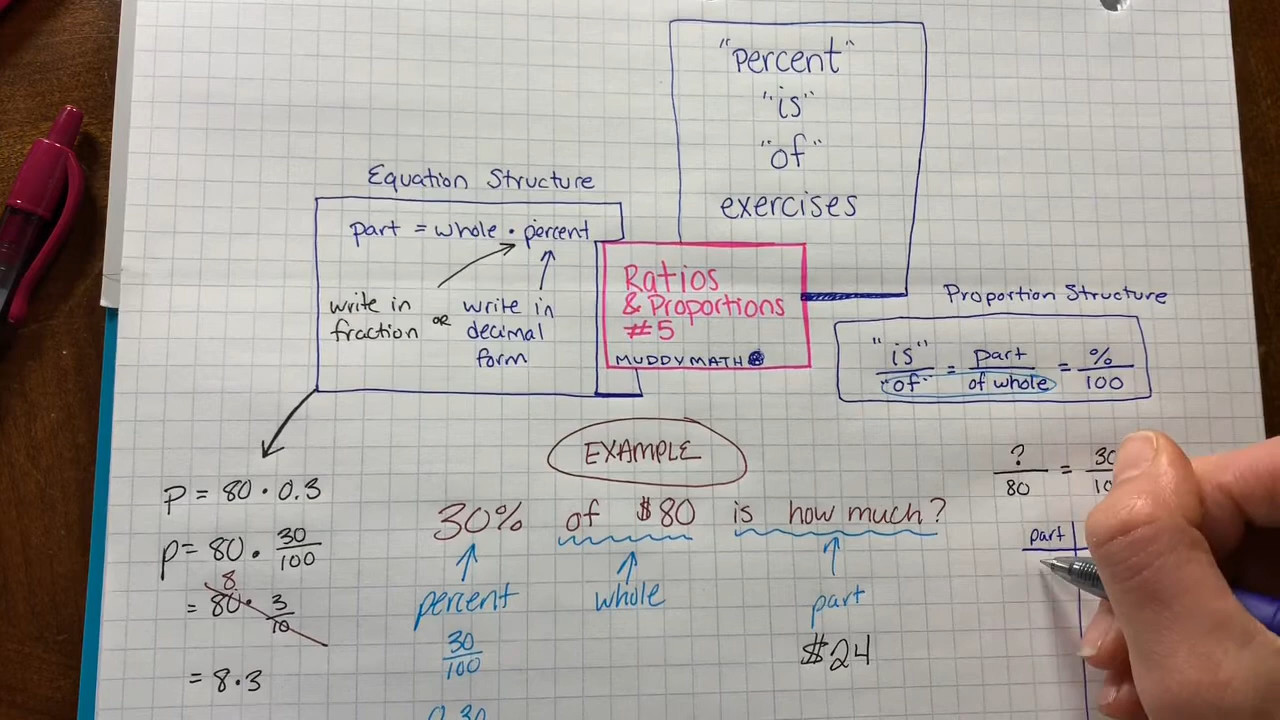 "percent"
"is"
"of"
exercises
Equation Structure
part = whole • percent
write in
fraction
OR
write in
decimal
form
Ratios
& Proportions
#5
MUDDYMATH
Proportion Structure
"is" / "of" = part / of whole = % / 100
EXAMPLE
30% of $80 is how much?
percent
whole
part
30/100
$24
0.30
P = 80 • 0.3
P = 80 • 30/100
8
= 80 • 3/10
= 8 • 3
? / 80 =
part